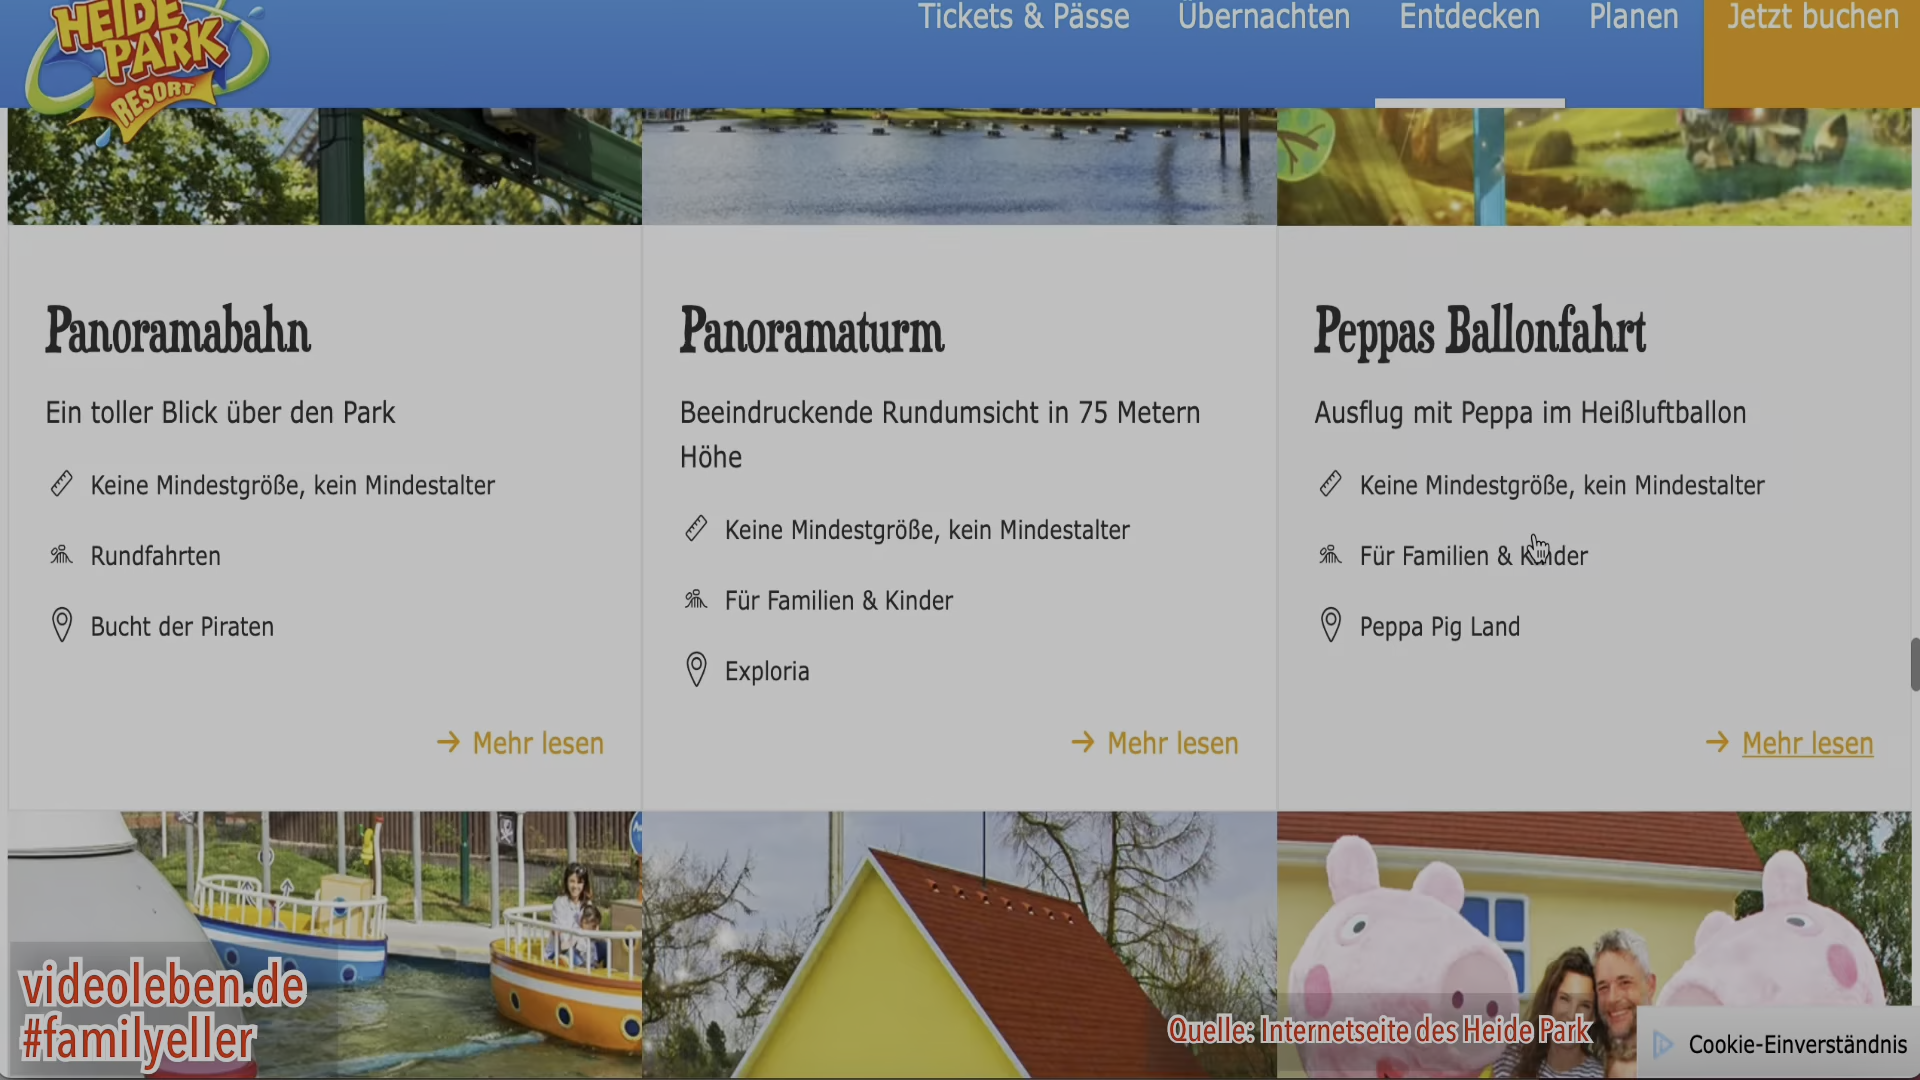 HEIDE
PARK
RESORT
Tickets & Pässe
Übernachten
Entdecken
Planen
Jetzt buchen
Panoramabahn
Ein toller Blick über den Park
Keine Mindestgröße, kein Mindestalter
Rundfahrten
Bucht der Piraten
Mehr lesen
Panoramaturm
Beeindruckende Rundumsicht in 75 Metern
Höhe
Keine Mindestgröße, kein Mindestalter
Für Familien & Kinder
Exploria
Mehr lesen
Peppas Ballonfahrt
Ausflug mit Peppa im Heißluftballon
Keine Mindestgröße, kein Mindestalter
Für Familien & Kinder
Peppa Pig Land
Mehr lesen
videoleben.de
#familyeller
Quelle: Internetseite des Heide Park
Cookie-Einverständnis